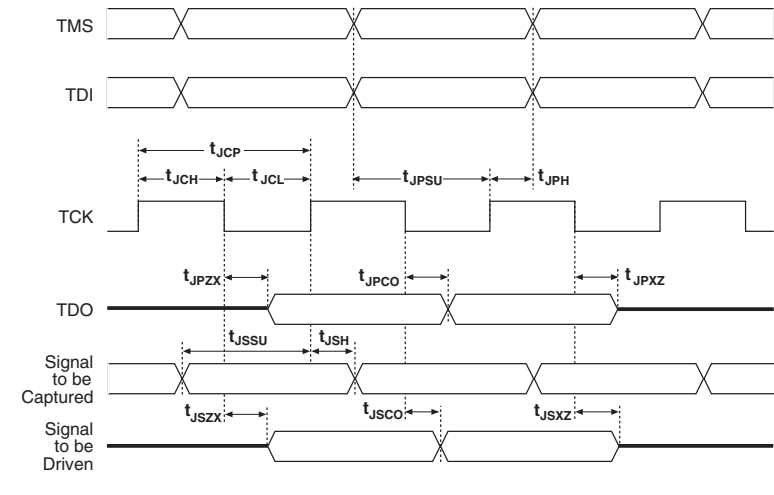 TMS
TDI
tJCP
tJCH
tJCL
tJPSU
tJPH
TCK
tJPZX
tJPCO
tJPXZ
TDO
tJSSU
tJSH
Signal
to be
Captured
tJSZX
tJSCO
tJSXZ
Signal
to be
Driven